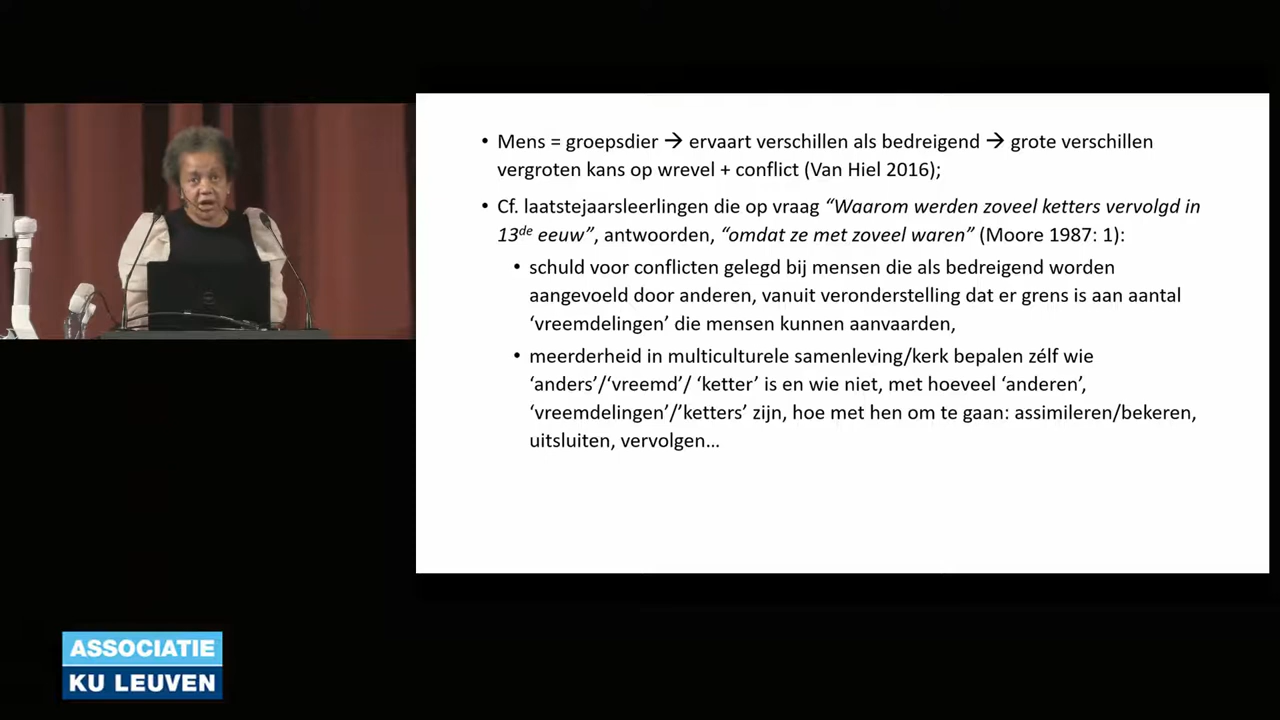 • Mens = groepsdier → ervaart verschillen als bedreigend → grote verschillen
vergroten kans op wrevel + conflict (Van Hiel 2016);
• Cf. laatstejaarsleerlingen die op vraag “Waarom werden zoveel ketters vervolgd in
13de eeuw”, antwoorden, “omdat ze met zoveel waren” (Moore 1987: 1):
• schuld voor conflicten gelegd bij mensen die als bedreigend worden
aangevoeld door anderen, vanuit veronderstelling dat er grens is aan aantal
‘vreemdelingen’ die mensen kunnen aanvaarden,
• meerderheid in multiculturele samenleving/kerk bepalen zélf wie
‘anders’/‘vreemd’/ ‘ketter’ is en wie niet, met hoeveel ‘anderen’,
‘vreemdelingen’/’ketters’ zijn, hoe met hen om te gaan: assimileren/bekeren,
uitsluiten, vervolgen…
ASSOCIATIE
KU LEUVEN